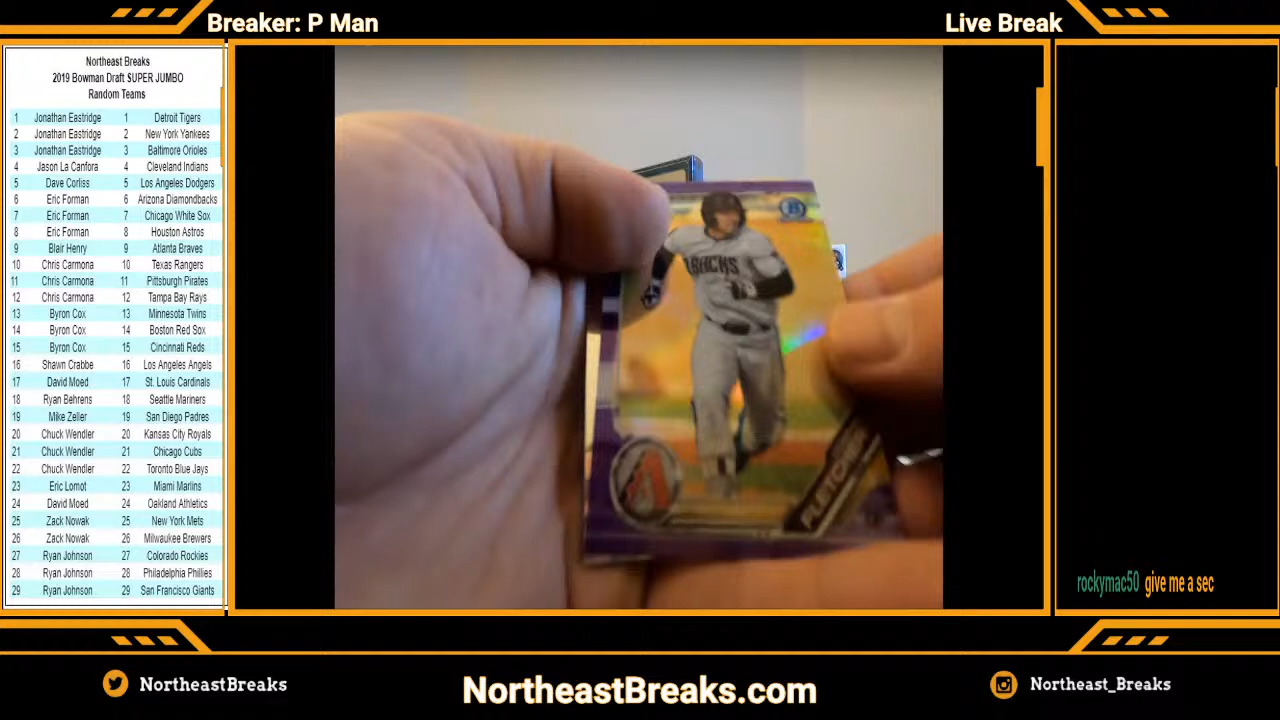 Breaker: P Man
Live Break
Northeast Breaks
2019 Bowman Draft SUPER JUMBO
Random Teams
1 Jonathan Eastridge 1 Detroit Tigers
2 Jonathan Eastridge 2 New York Yankees
3 Jonathan Eastridge 3 Baltimore Orioles
4 Jason La Canfora 4 Cleveland Indians
5 Dave Corliss 5 Los Angeles Dodgers
6 Eric Forman 6 Arizona Diamondbacks
7 Eric Forman 7 Chicago White Sox
8 Eric Forman 8 Houston Astros
9 Blair Henry 9 Atlanta Braves
10 Chris Carmona 10 Texas Rangers
11 Chris Carmona 11 Pittsburgh Pirates
12 Chris Carmona 12 Tampa Bay Rays
13 Byron Cox 13 Minnesota Twins
14 Byron Cox 14 Boston Red Sox
15 Byron Cox 15 Cincinnati Reds
16 Shawn Crabbe 16 Los Angeles Angels
17 David Moed 17 St. Louis Cardinals
18 Ryan Behrens 18 Seattle Mariners
19 Mike Zeller 19 San Diego Padres
20 Chuck Wendler 20 Kansas City Royals
21 Chuck Wendler 21 Chicago Cubs
22 Chuck Wendler 22 Toronto Blue Jays
23 Eric Lomot 23 Miami Marlins
24 David Moed 24 Oakland Athletics
25 Zack Nowak 25 New York Mets
26 Zack Nowak 26 Milwaukee Brewers
27 Ryan Johnson 27 Colorado Rockies
28 Ryan Johnson 28 Philadelphia Phillies
29 Ryan Johnson 29 San Francisco Giants
B
rockymac50 give me a sec
NortheastBreaks
NortheastBreaks.com
Northeast_Breaks